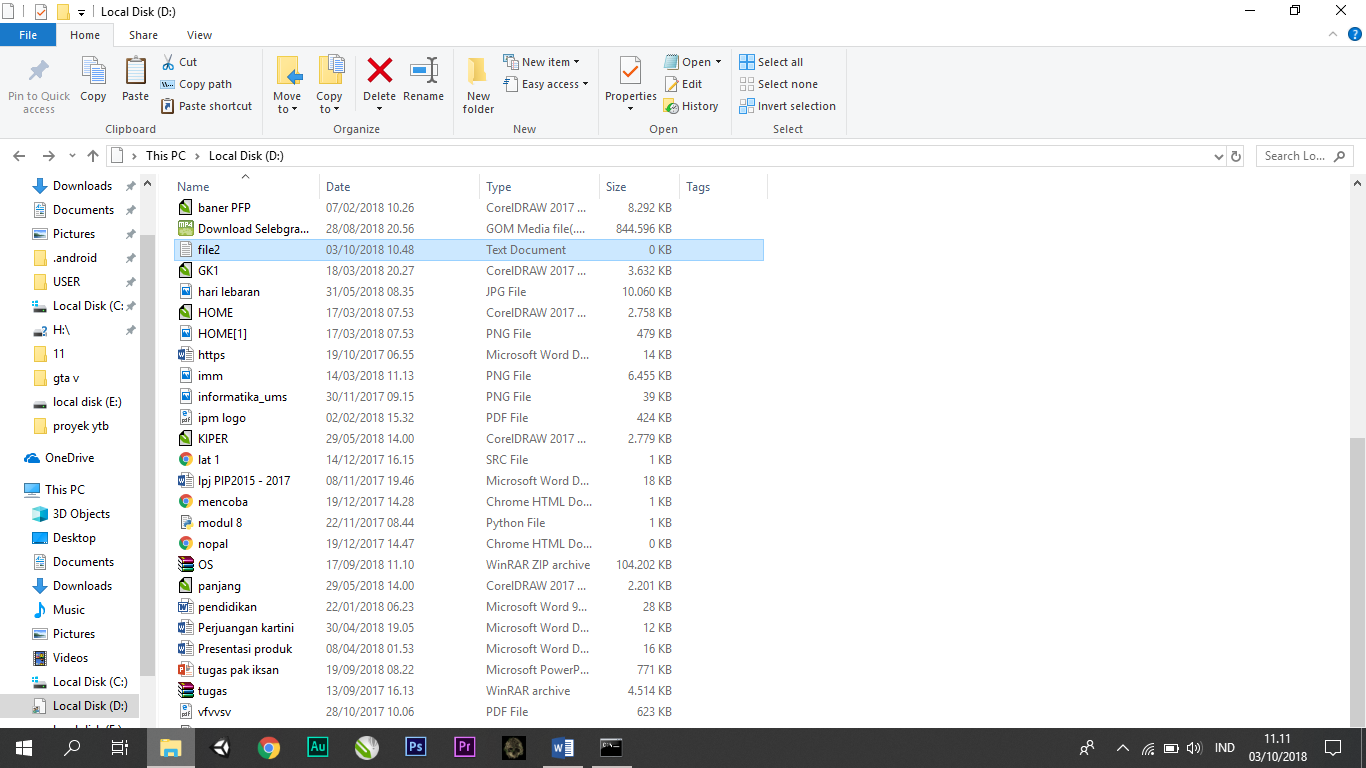 Local Disk (D:)
File Home Share View
Pin to Quick access
Copy
Paste
Cut
Copy path
Paste shortcut
Clipboard
Move to
Copy to
Delete
Rename
Organize
New folder
New item
Easy access
New
Properties
Open
Edit
History
Open
Select all
Select none
Invert selection
Select
This PC > Local Disk (D:)
Search Lo...
Downloads
Documents
Pictures
.android
USER
Local Disk (C:
H:\
11
gta v
local disk (E:)
proyek ytb
OneDrive
This PC
3D Objects
Desktop
Documents
Downloads
Music
Pictures
Videos
Local Disk (C:)
Local Disk (D:)
Name Date Type Size Tags
baner PFP 07/02/2018 10.26 CorelDRAW 2017 ... 8.292 KB
Download Selebgra... 28/08/2018 20.56 GOM Media file(.... 844.596 KB
file2 03/10/2018 10.48 Text Document 0 KB
GK1 18/03/2018 20.27 CorelDRAW 2017 ... 3.632 KB
hari lebaran 31/05/2018 08.35 JPG File 10.060 KB
HOME 17/03/2018 07.53 CorelDRAW 2017 ... 2.758 KB
HOME[1] 17/03/2018 07.53 PNG File 479 KB
https 19/10/2017 06.55 Microsoft Word D... 14 KB
imm 14/03/2018 11.13 PNG File 6.455 KB
informatika_ums 30/11/2017 09.15 PNG File 39 KB
ipm logo 02/02/2018 15.32 PDF File 424 KB
KIPER 29/05/2018 14.00 CorelDRAW 2017 ... 2.779 KB
lat 1 14/12/2017 16.15 SRC File 1 KB
lpj PIP2015 - 2017 08/11/2017 19.46 Microsoft Word D... 18 KB
mencoba 19/12/2017 14.28 Chrome HTML Do... 1 KB
modul 8 22/11/2017 08.44 Python File 1 KB
nopal 19/12/2017 14.47 Chrome HTML Do... 0 KB
OS 17/09/2018 11.10 WinRAR ZIP archive 104.202 KB
panjang 29/05/2018 14.00 CorelDRAW 2017 ... 2.201 KB
pendidikan 22/01/2018 06.23 Microsoft Word 9... 28 KB
Perjuangan kartini 30/04/2018 19.05 Microsoft Word D... 12 KB
Presentasi produk 08/04/2018 01.53 Microsoft Word D... 16 KB
tugas pak iksan 19/09/2018 08.22 Microsoft PowerP... 771 KB
tugas 13/09/2017 16.13 WinRAR archive 4.514 KB
vfvvsv 28/10/2017 10.06 PDF File 623 KB
Au Ps Pr
IND
11.11
03/10/2018